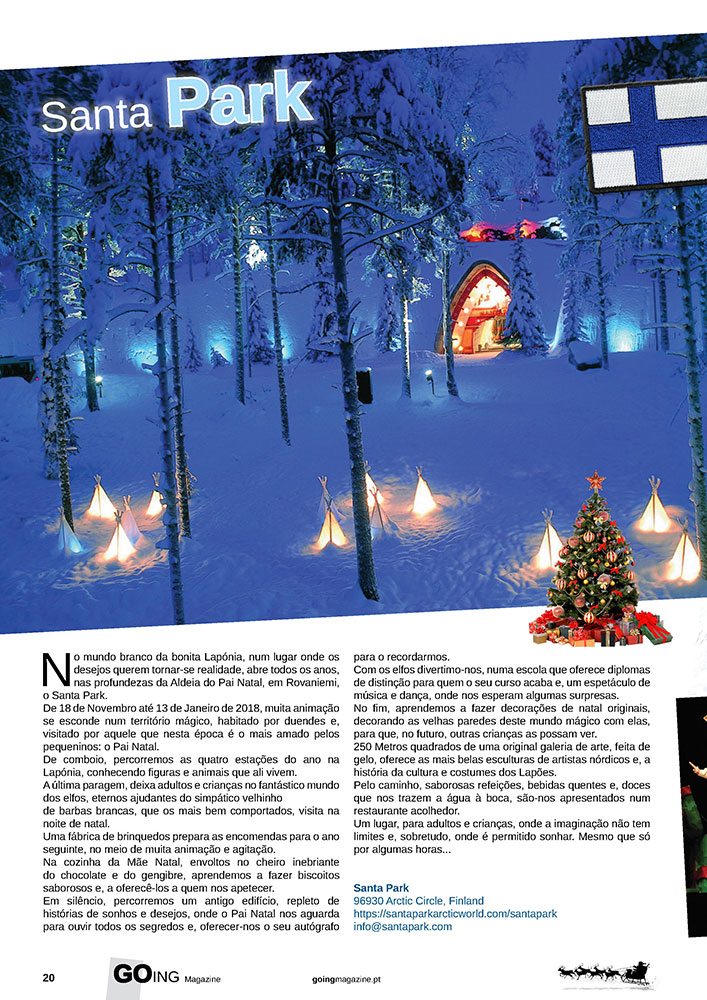 Santa Park
No mundo branco da bonita Lapónia, num lugar onde os
desejos querem tornar-se realidade, abre todos os anos,
nas profundezas da Aldeia do Pai Natal, em Rovaniemi,
o Santa Park.
De 18 de Novembro até 13 de Janeiro de 2018, muita animação
se esconde num território mágico, habitado por duendes e,
visitado por aquele que nesta época é o mais amado pelos
pequeninos: o Pai Natal.
De comboio, percorremos as quatro estações do ano na
Lapónia, conhecendo figuras e animais que ali vivem.
A última paragem, deixa adultos e crianças no fantástico mundo
dos elfos, eternos ajudantes do simpático velhinho
de barbas brancas, que os mais bem comportados, visita na
noite de natal.
Uma fábrica de brinquedos prepara as encomendas para o ano
seguinte, no meio de muita animação e agitação.
Na cozinha da Mãe Natal, envoltos no cheiro inebriante
do chocolate e do gengibre, aprendemos a fazer biscoitos
saborosos e, a oferecê-los a quem nos apetecer.
Em silêncio, percorremos um antigo edifício, repleto de
histórias de sonhos e desejos, onde o Pai Natal nos aguarda
para ouvir todos os segredos e, oferecer-nos o seu autógrafo
para o recordarmos.
Com os elfos divertimo-nos, numa escola que oferece diplomas
de distinção para quem o seu curso acaba e, um espetáculo de
música e dança, onde nos esperam algumas surpresas.
No fim, aprendemos a fazer decorações de natal originais,
decorando as velhas paredes deste mundo mágico com elas,
para que, no futuro, outras crianças as possam ver.
250 Metros quadrados de uma original galeria de arte, feita de
gelo, oferece as mais belas esculturas de artistas nórdicos e, a
história da cultura e costumes dos Lapões.
Pelo caminho, saborosas refeições, bebidas quentes e, doces
que nos trazem a água à boca, são-nos apresentados num
restaurante acolhedor.
Um lugar, para adultos e crianças, onde a imaginação não tem
limites e, sobretudo, onde é permitido sonhar. Mesmo que só
por algumas horas...
Santa Park
96930 Arctic Circle, Finland
https://santaparkarcticworld.com/santapark
info@santapark.com
20 GOING Magazine goingmagazine.pt